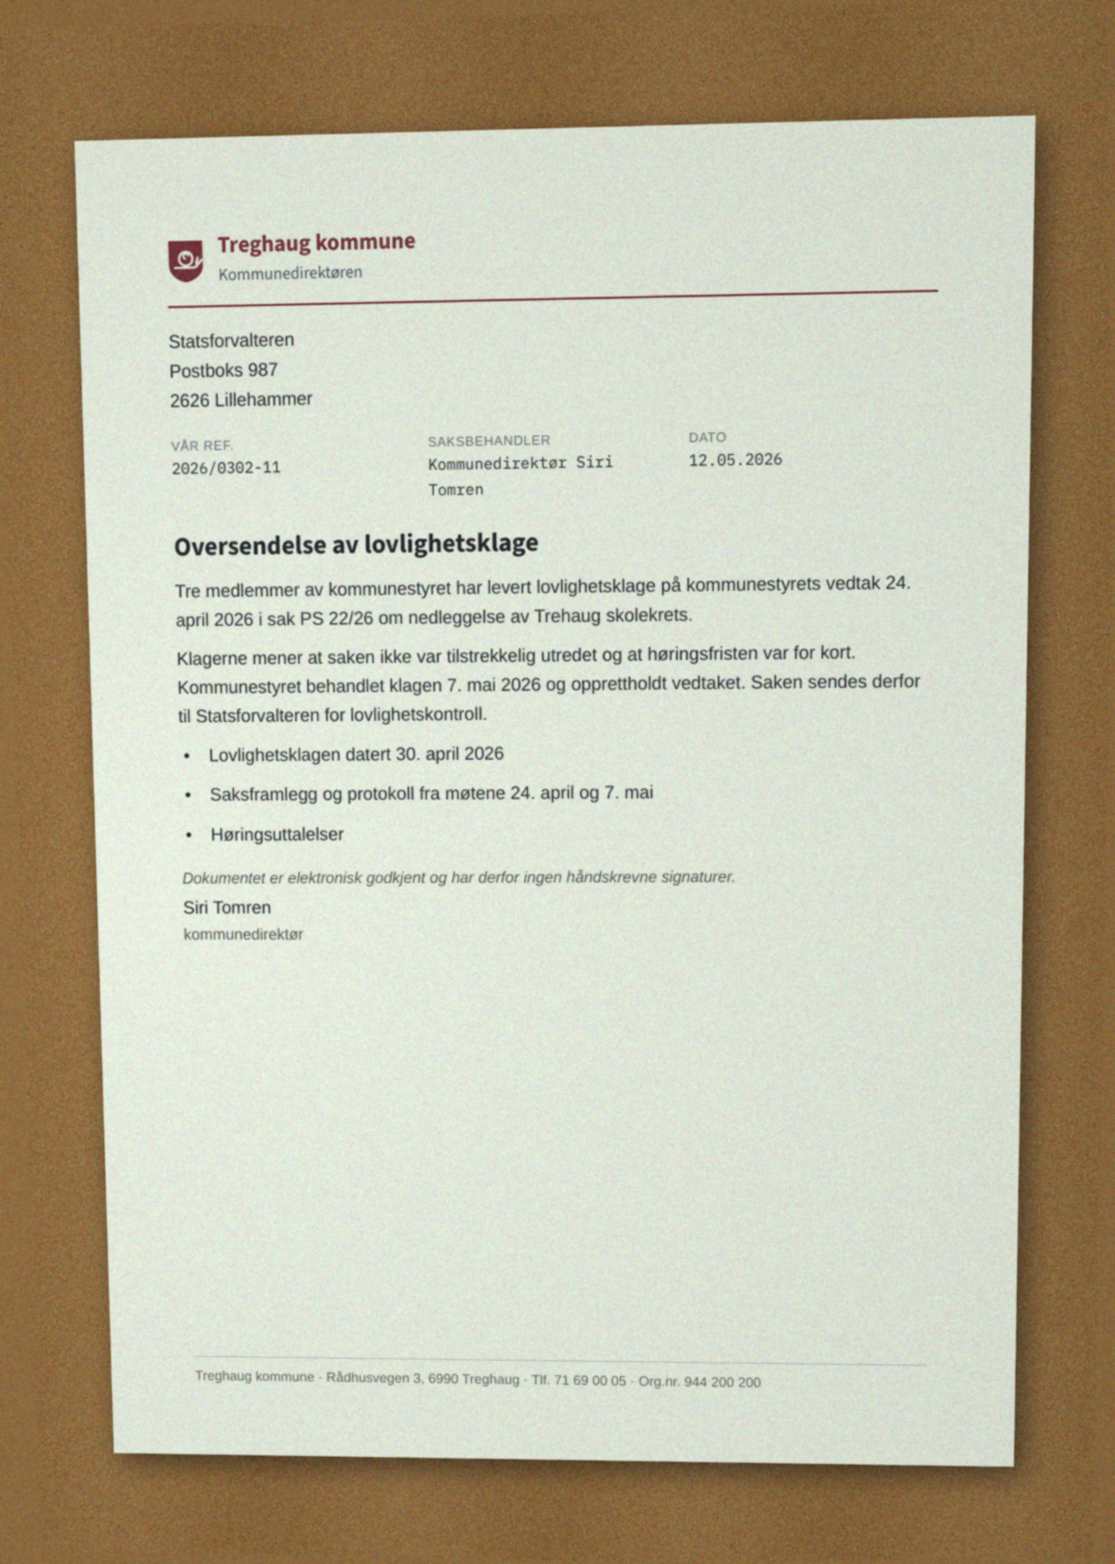 Treghaug kommune
Kommunedirektøren
Statsforvalteren
Postboks 987
2626 Lillehammer
VÅR REF.
2026/0302-11
SAKSBEHANDLER
Kommunedirektør Siri
Tomren
DATO
12.05.2026
Oversendelse av lovlighetsklage
Tre medlemmer av kommunestyret har levert lovlighetsklage på kommunestyrets vedtak 24.
april 2026 i sak PS 22/26 om nedleggelse av Trehaug skolekrets.
Klagerne mener at saken ikke var tilstrekkelig utredet og at høringsfristen var for kort.
Kommunestyret behandlet klagen 7. mai 2026 og opprettholdt vedtaket. Saken sendes derfor
til Statsforvalteren for lovlighetskontroll.
• Lovlighetsklagen datert 30. april 2026
• Saksframlegg og protokoll fra møtene 24. april og 7. mai
• Høringsuttalelser
Dokumentet er elektronisk godkjent og har derfor ingen håndskrevne signaturer.
Siri Tomren
kommunedirektør
Treghaug kommune · Rådhusvegen 3, 6990 Treghaug · Tlf. 71 69 00 05 · Org.nr. 944 200 200